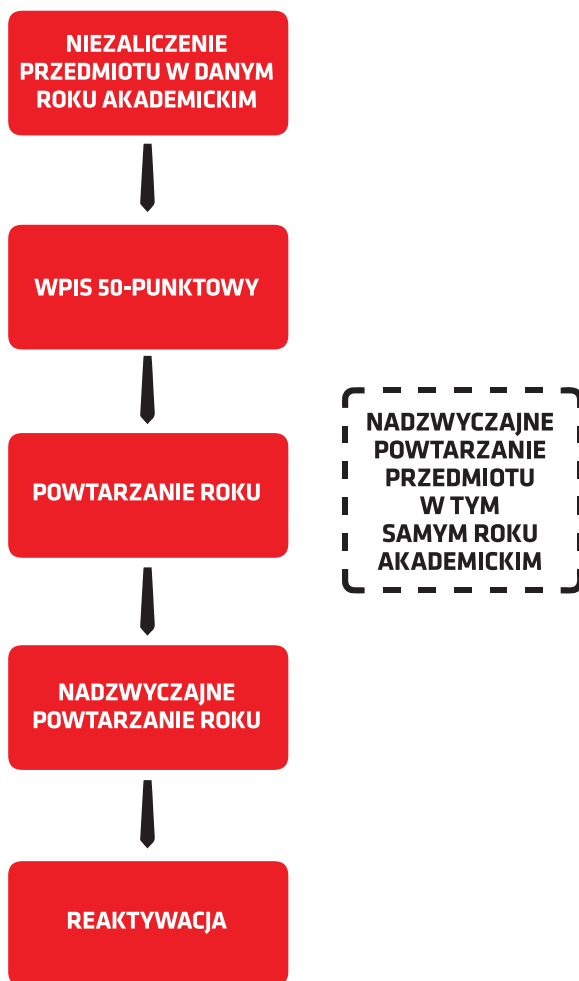 NIEZALICZENIE
PRZEDMIOTU W DANYM
ROKU AKADEMICKIM
WPIS 50-PUNKTOWY
POWTARZANIE ROKU
NADZWYCZAJNE
POWTARZANIE
PRZEDMIOTU
W TYM
SAMYM ROKU
AKADEMICKIM
NADZWYCZAJNE
POWTARZANIE ROKU
REAKTYWACJA